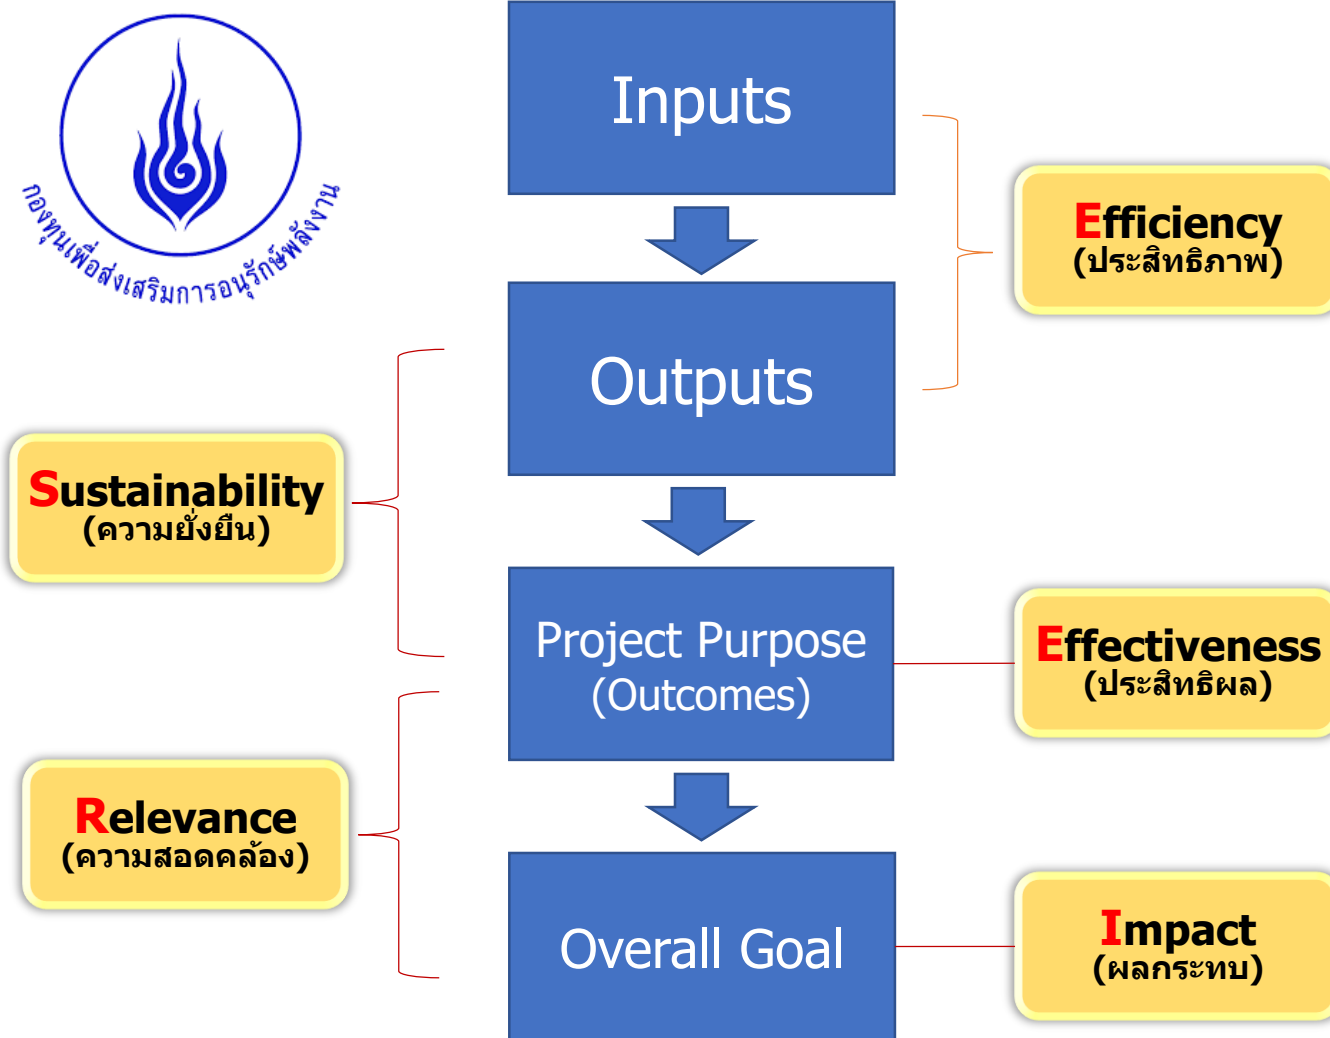 กองทุนเพื่อส่งเสริมการอนุรักษ์พลังงาน
Inputs
Efficiency
(ประสิทธิภาพ)
Outputs
Sustainability
(ความยั่งยืน)
Project Purpose
(Outcomes)
Effectiveness
(ประสิทธิผล)
Relevance
(ความสอดคล้อง)
Overall Goal
Impact
(ผลกระทบ)